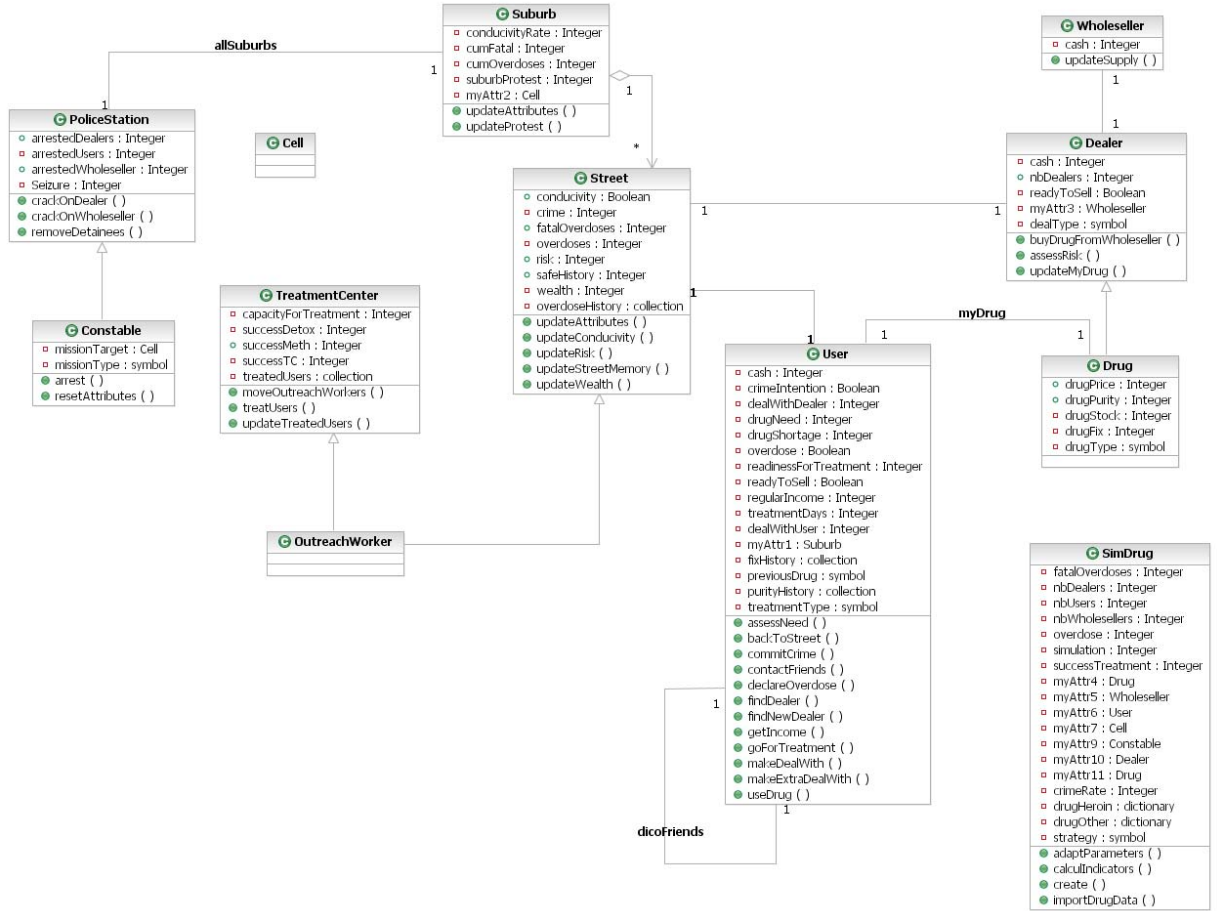 Suburb
conducivityRate : Integer
cumFatal : Integer
cumOverdoses : Integer
suburbProtest : Integer
myAttr2 : Cell
updateAttributes ( )
updateProtest ( )
allSuburbs
1
1
1
*
Wholeseller
cash : Integer
updateSupply ( )
1
1
PoliceStation
arrestedDealers : Integer
arrestedUsers : Integer
arrestedWholeseller : Integer
Seizure : Integer
crackOnDealer ( )
crackOnWholeseller ( )
removeDetainees ( )
Cell
Street
conducivity : Boolean
crime : Integer
fatalOverdoses : Integer
overdoses : Integer
risk : Integer
safeHistory : Integer
wealth : Integer
overdoseHistory : collection
updateAttributes ( )
updateConducivity ( )
updateRisk ( )
updateStreetMemory ( )
updateWealth ( )
1
1
Dealer
cash : Integer
nbDealers : Integer
readyToSell : Boolean
myAttr3 : Wholeseller
dealType : symbol
buyDrugFromWholeseller ( )
assessRisk ( )
updateMyDrug ( )
Constable
missionTarget : Cell
missionType : symbol
arrest ( )
resetAttributes ( )
TreatmentCenter
capacityForTreatment : Integer
successDetox : Integer
successMeth : Integer
successTC : Integer
treatedUsers : collection
moveOutreachWorkers ( )
treatUsers ( )
updateTreatedUsers ( )
1
1
myDrug
1
1
User
cash : Integer
crimeIntention : Boolean
dealWithDealer : Integer
drugNeed : Integer
drugShortage : Integer
overdose : Boolean
readinessForTreatment : Integer
readyToSell : Boolean
regularIncome : Integer
treatmentDays : Integer
dealWithUser : Integer
myAttr1 : Suburb
fixHistory : collection
previousDrug : symbol
purityHistory : collection
treatmentType : symbol
assessNeed ( )
backToStreet ( )
commitCrime ( )
contactFriends ( )
declareOverdose ( )
findDealer ( )
findNewDealer ( )
getIncome ( )
goForTreatment ( )
makeDealWith ( )
makeExtraDealWith ( )
useDrug ( )
1
1
dicoFriends
Drug
drugPrice : Integer
drugPurity : Integer
drugStock : Integer
drugFix : Integer
drugType : symbol
OutreachWorker
SimDrug
fatalOverdoses : Integer
nbDealers : Integer
nbUsers : Integer
nbWholesellers : Integer
overdose : Integer
simulation : Integer
successTreatment : Integer
myAttr4 : Drug
myAttr5 : Wholeseller
myAttr6 : User
myAttr7 : Cell
myAttr9 : Constable
myAttr10 : Dealer
myAttr11 : Drug
crimeRate : Integer
drugHeroin : dictionary
drugOther : dictionary
strategy : symbol
adaptParameters ( )
calculIndicators ( )
create ( )
importDrugData ( )